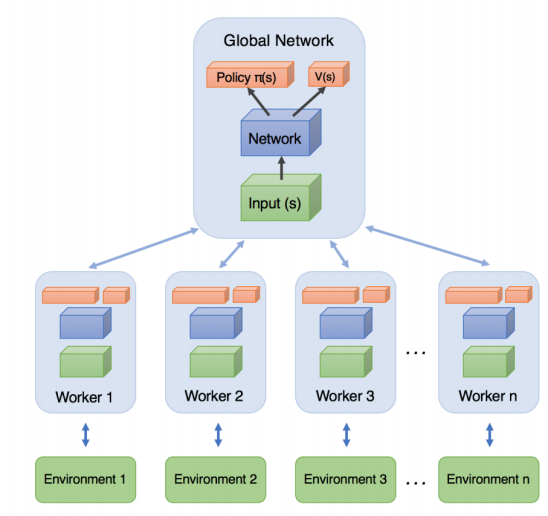 Global Network
Policy π(s)
V(s)
Network
Input (s)
Worker 1
Worker 2
Worker 3
...
Worker n
Environment 1
Environment 2
Environment 3
...
Environment n